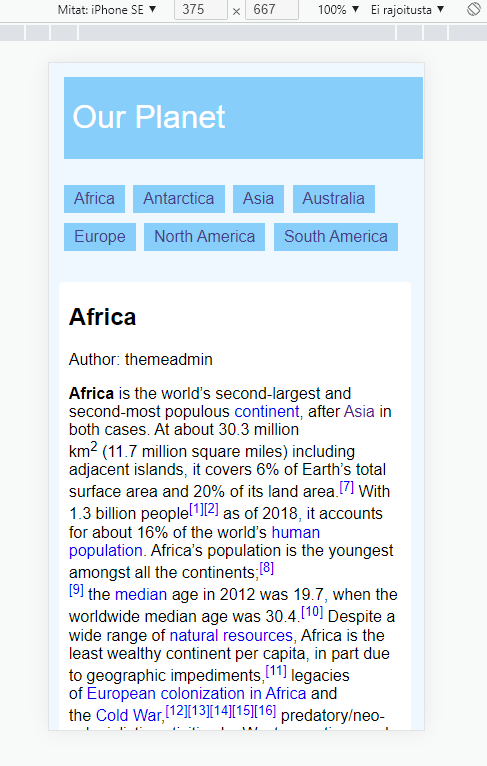 Mitat: iPhone SE ▼ 375 × 667 100% ▼ Ei rajoitusta ▼
Our Planet
Africa Antarctica Asia Australia
Europe North America South America
Africa
Author: themeadmin
Africa is the world's second-largest and
second-most populous continent, after Asia in
both cases. At about 30.3 million
km2 (11.7 million square miles) including
adjacent islands, it covers 6% of Earth's total
surface area and 20% of its land area.[7] With
1.3 billion people[1][2] as of 2018, it accounts
for about 16% of the world's human
population. Africa's population is the youngest
amongst all the continents;[8]
[9] the median age in 2012 was 19.7, when the
worldwide median age was 30.4.[10] Despite a
wide range of natural resources, Africa is the
least wealthy continent per capita, in part due
to geographic impediments,[11] legacies
of European colonization in Africa and
the Cold War,[12][13][14][15][16] predatory/neo-